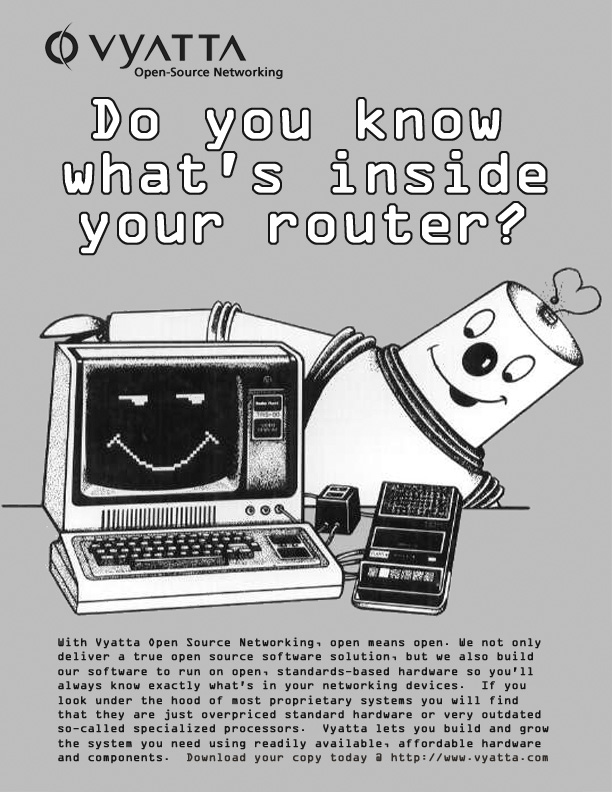 VYATTA
Open-Source Networking
Do you know
what's inside
your router?
Radio Shack
TRS-80
VIDEO
DISPLAY
With Vyatta Open Source Networking, open means open. We not only
deliver a true open source software solution, but we also build
our software to run on open, standards-based hardware so you'll
always know exactly what's in your networking devices.  If you
look under the hood of most proprietary systems you will find
that they are just overpriced standard hardware or very outdated
so-called specialized processors.  Vyatta lets you build and grow
the system you need using readily available, affordable hardware
and components.  Download your copy today @ http://www.vyatta.com